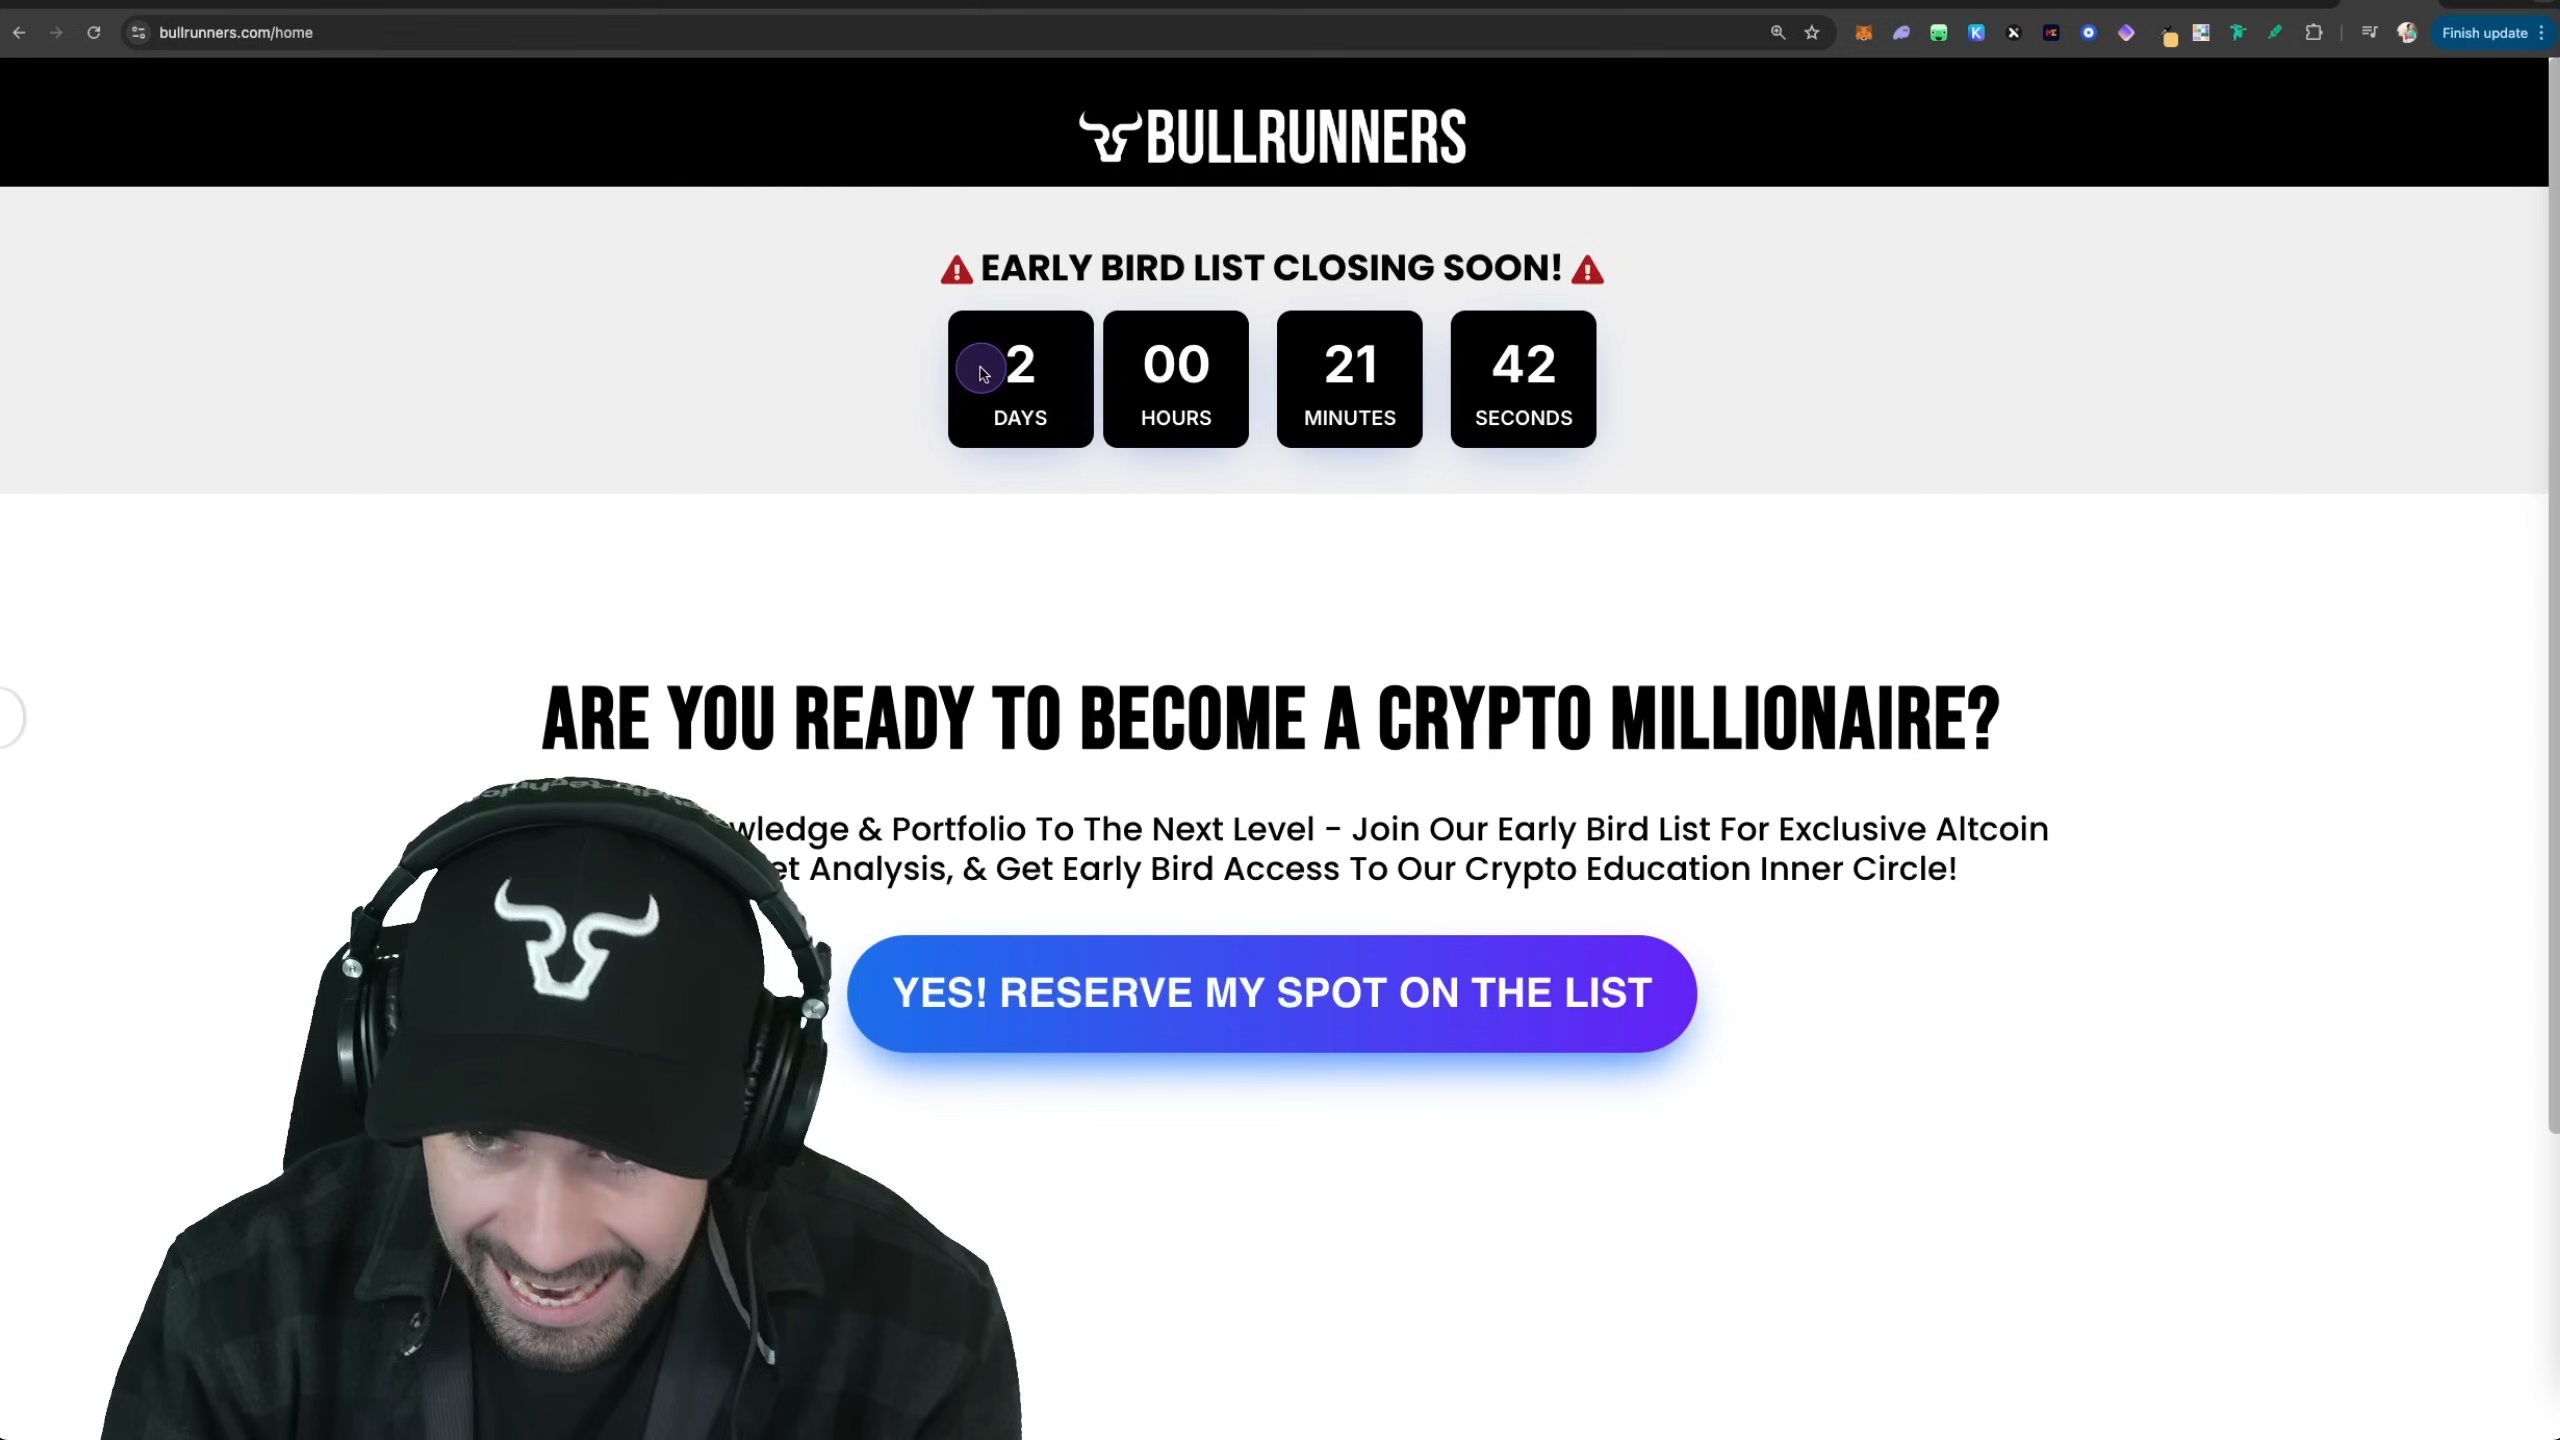 bullrunners.com/home
Finish update
BULLRUNNERS
EARLY BIRD LIST CLOSING SOON!
2 00 21 42
DAYS HOURS MINUTES SECONDS
ARE YOU READY TO BECOME A CRYPTO MILLIONAIRE?
& Portfolio To The Next Level - Join Our Early Bird List For Exclusive Altcoin
Analysis, & Get Early Bird Access To Our Crypto Education Inner Circle!
YES! RESERVE MY SPOT ON THE LIST